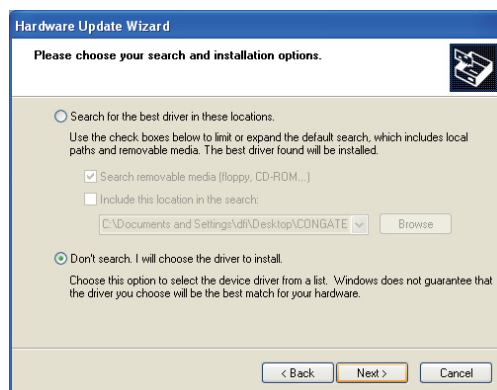 Hardware Update Wizard
Please choose your search and installation options.
Search for the best driver in these locations.
Use the check boxes below to limit or expand the default search, which includes local
paths and removable media. The best driver found will be installed.
Search removable media (floppy, CD-ROM...)
Include this location in the search:
C:\Documents and Settings\dfi\Desktop\CONGATE
Browse
Don't search. I will choose the driver to install.
Choose this option to select the device driver from a list. Windows does not guarantee that
the driver you choose will be the best match for your hardware.
< Back
Next >
Cancel